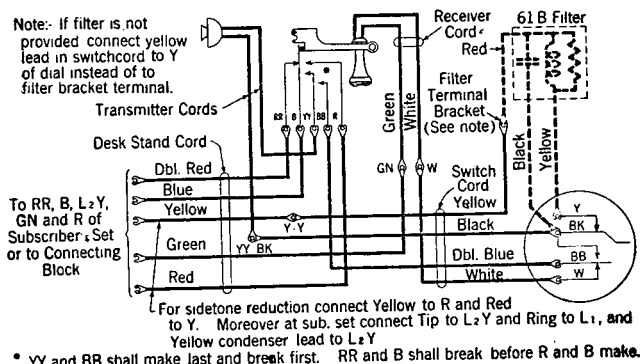 Note:- If filter is not
provided connect yellow
lead in switchcord to Y
of dial instead of to
filter bracket terminal.
Transmitter Cords
Receiver
Cord
Red
61B Filter
Filter
Terminal
Bracket
(See note)
RR B YY BB R
*
Green
White
Black
Yellow
Desk Stand Cord
Dbl. Red
Blue
Yellow
Green
Red
To RR, B, L2Y,
GN and R of
Subscriber's Set
or to Connecting
Block
GN
W
Switch
Cord
Yellow
Y-Y
YY BK
Black
Dbl. Blue
White
Y
BK
BB
W
For sidetone reduction connect Yellow to R and Red
to Y. Moreover at sub. set connect Tip to L2Y and Ring to L1, and
Yellow condenser lead to L2Y
* YY and BB shall make last and break first. RR and B shall break before R and B make.